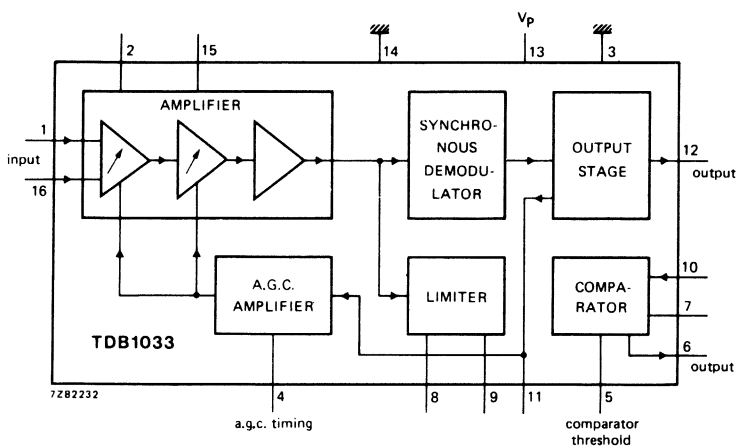 2
15
14
Vp
13
3
AMPLIFIER
1
input
16
SYNCHRO-
NOUS
DEMODU-
LATOR
OUTPUT
STAGE
12
output
A.G.C.
AMPLIFIER
LIMITER
COMPA-
RATOR
10
7
6
output
TDB1033
7Z82232
4
8
9
11
5
a.g.c. timing
comparator
threshold